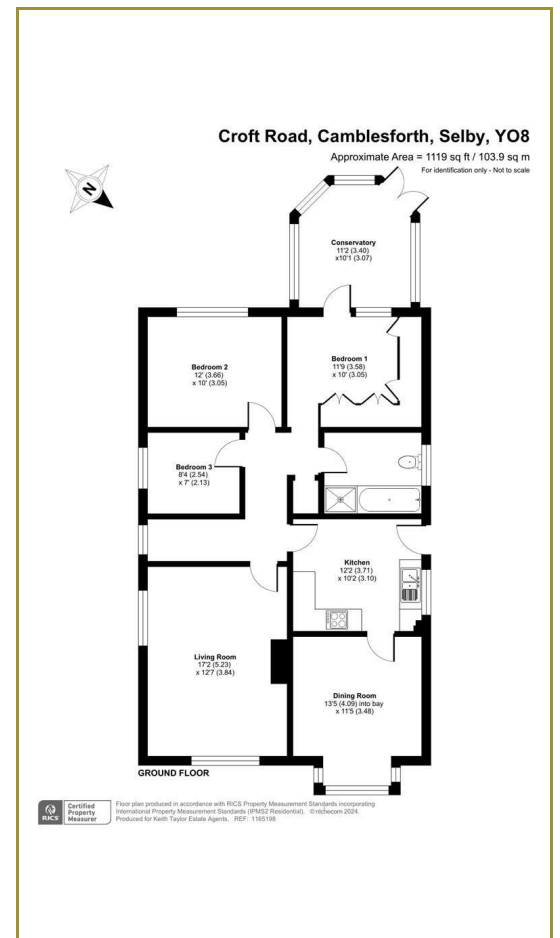 Croft Road, Camblesforth, Selby, YO8
Approximate Area = 1119 sq ft / 103.9 sq m
For identification only - Not to scale
N
Conservatory
11'2 (3.40)
x10'1 (3.07)
Bedroom 2
12' (3.66)
x 10' (3.05)
Bedroom 1
11'9 (3.58)
x 10' (3.05)
Bedroom 3
8'4 (2.54)
x 7' (2.13)
Kitchen
12'2 (3.71)
x 10'2 (3.10)
Living Room
17'2 (5.23)
x 12'7 (3.84)
Dining Room
13'5 (4.09) into bay
x 11'5 (3.48)
GROUND FLOOR
RICS
Certified
Property
Measurer
Floor plan produced in accordance with RICS Property Measurement Standards incorporating
International Property Measurement Standards (IPMS2 Residential). ©nichecom 2024.
Produced for Keith Taylor Estate Agents. REF: 1165198